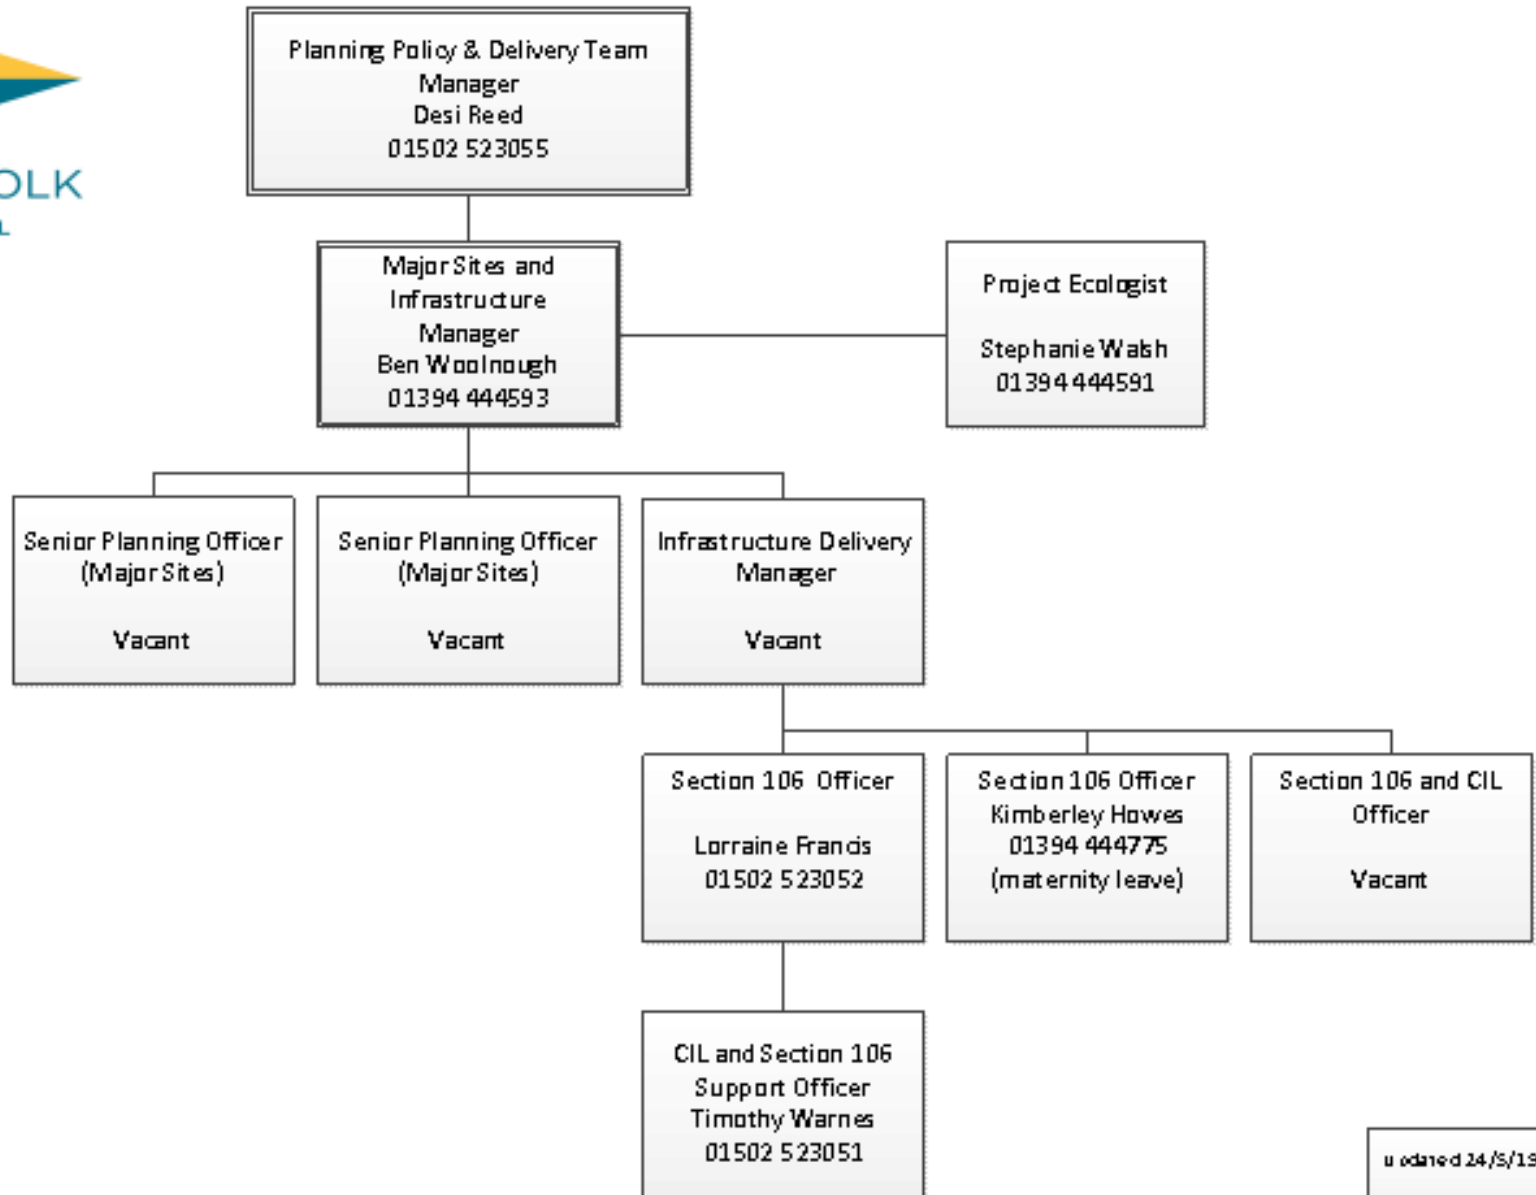 OLK
L
Planning Policy & Delivery Team
Manager
Desi Reed
01502 523055
Major Sites and
Infrastructure
Manager
Ben Woolnough
01394 444593
Project Ecologist
Stephanie Walsh
01394 444591
Senior Planning Officer
(Major Sites)
Vacant
Senior Planning Officer
(Major Sites)
Vacant
Infrastructure Delivery
Manager
Vacant
Section 106 Officer
Lorraine Francis
01502 523052
Section 106 Officer
Kimberley Howes
01394 444775
(maternity leave)
Section 106 and CIL
Officer
Vacant
CIL and Section 106
Support Officer
Timothy Warnes
01502 523051
updated